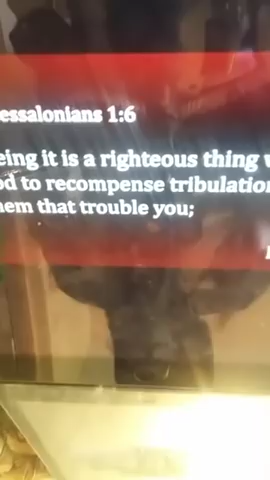 essalonians 1:6
eing it is a righteous thing w
od to recompense tribulation
hem that trouble you;